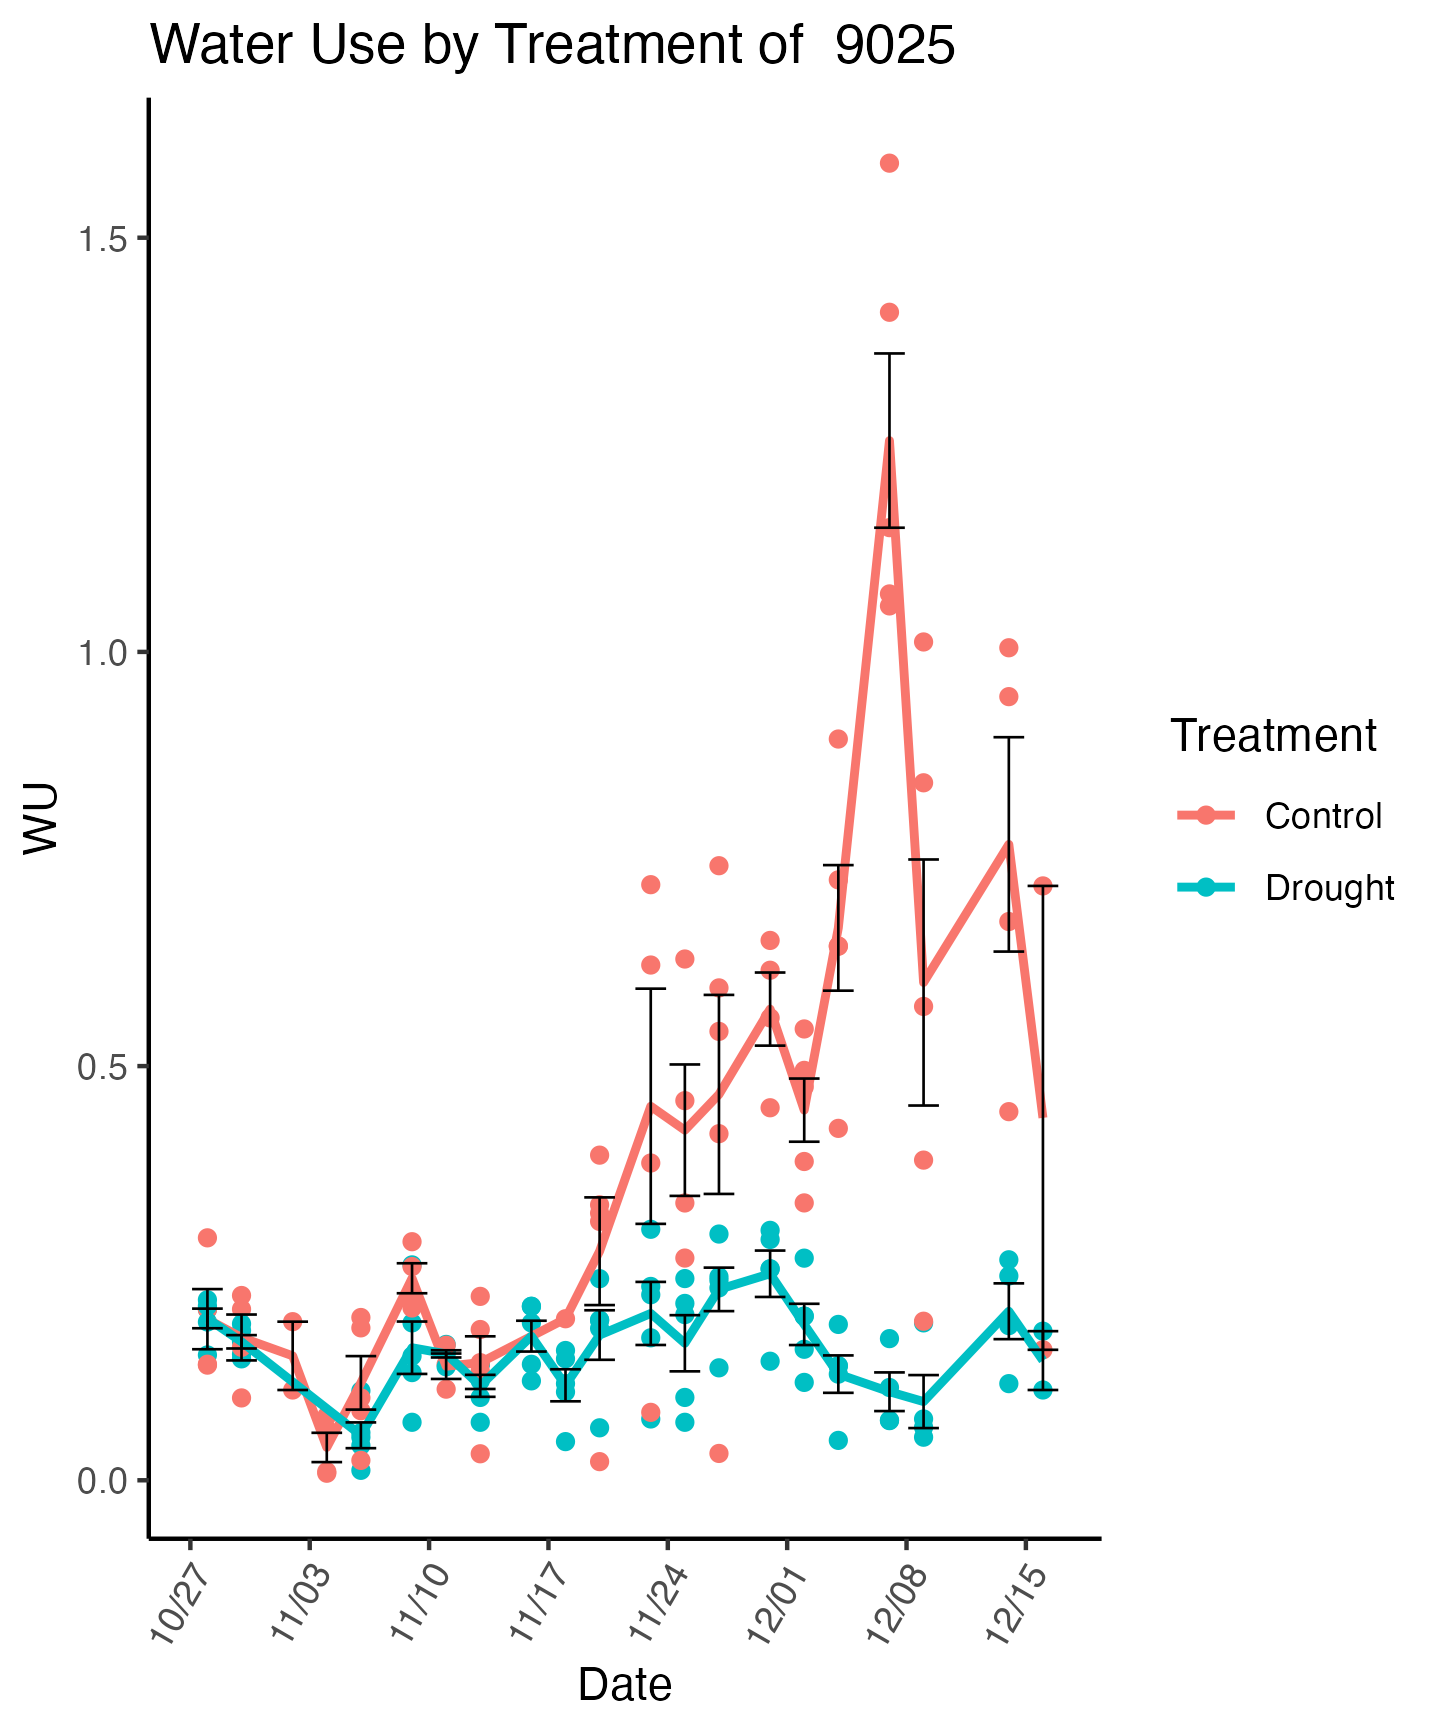 Water Use by Treatment of  9025
1.5
1.0
0.5
0.0
WU
10/27
11/03
11/10
11/17
11/24
12/01
12/08
12/15
Date
Treatment
Control
Drought